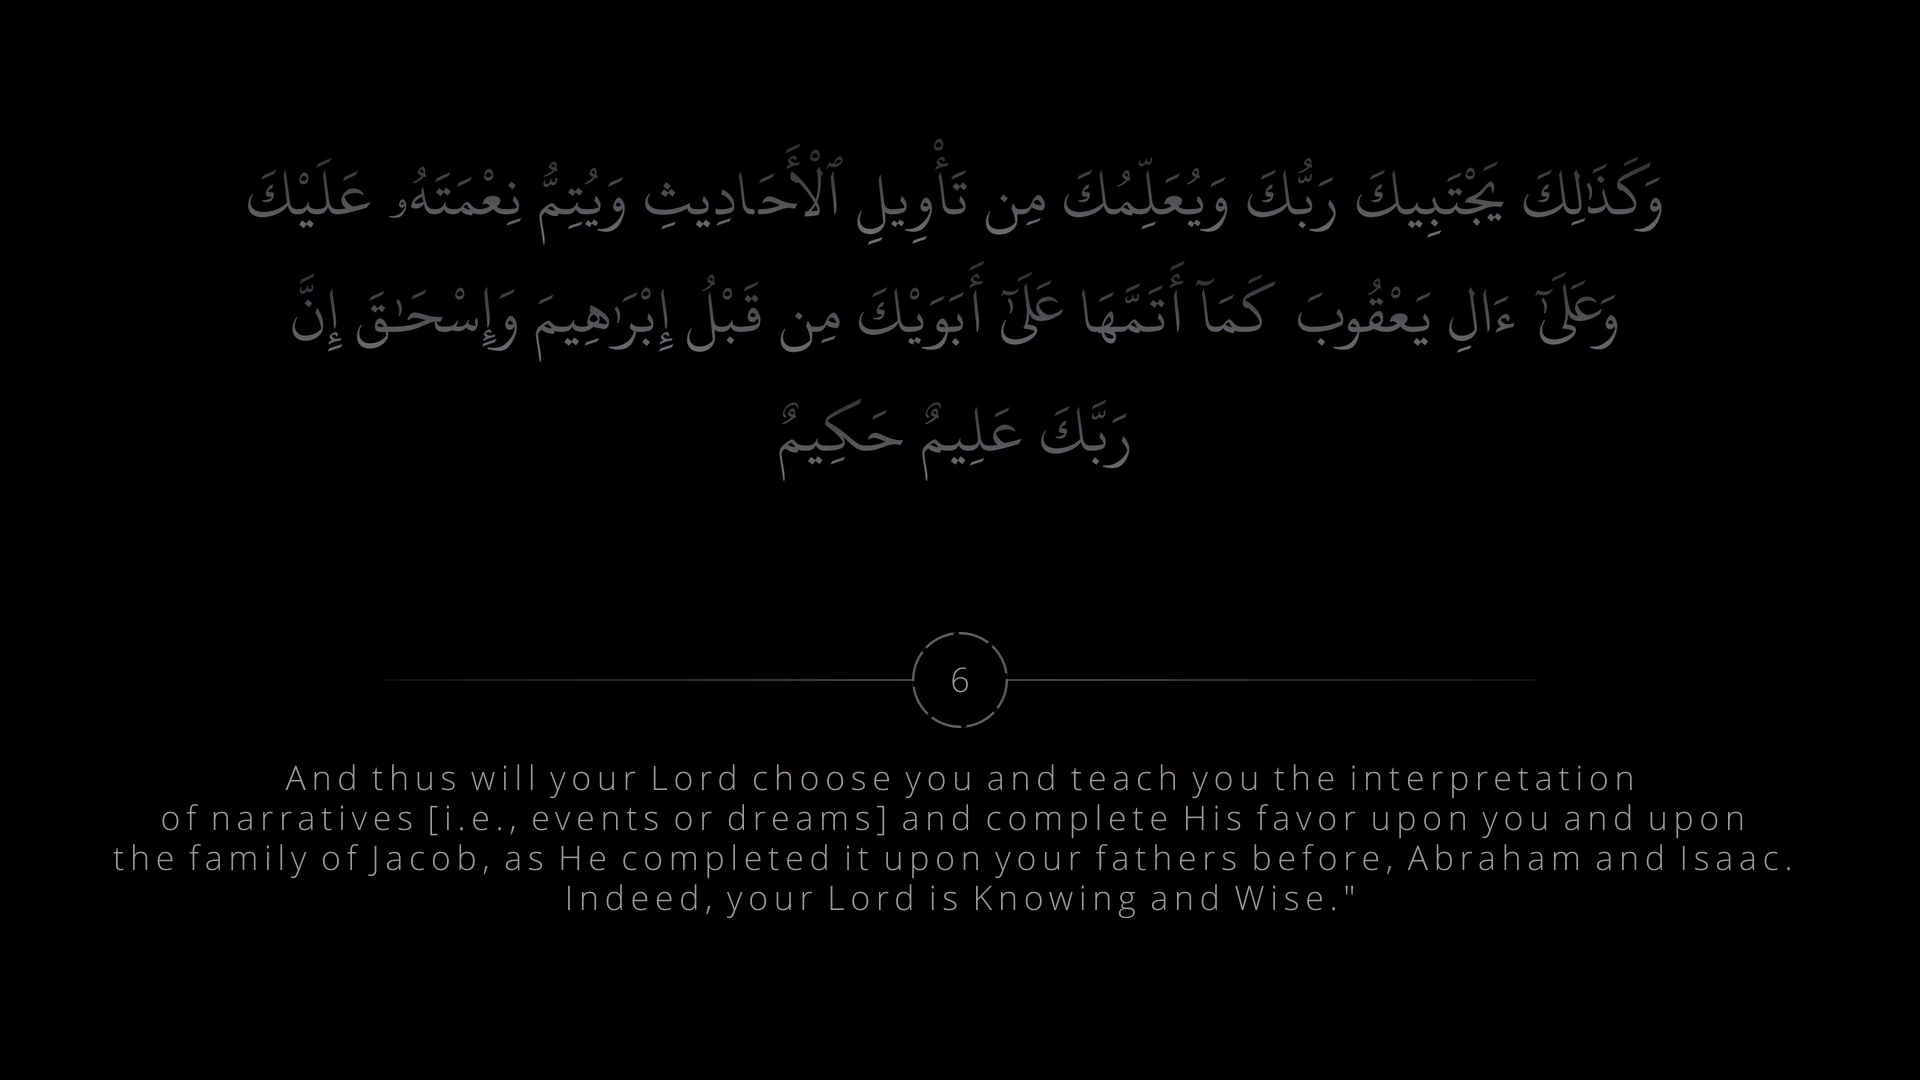 وَكَذَٰلِكَ يَجْتَبِيكَ رَبُّكَ وَيُعَلِّمُكَ مِن تَأْوِيلِ ٱلْأَحَادِيثِ وَيُتِمُّ نِعْمَتَهُۥ عَلَيْكَ
وَعَلَىٰٓ ءَالِ يَعْقُوبَ كَمَآ أَتَمَّهَا عَلَىٰٓ أَبَوَيْكَ مِن قَبْلُ إِبْرَٰهِيمَ وَإِسْحَـٰقَ إِنَّ
رَبَّكَ عَلِيمٌ حَكِيمٌ
6
And thus will your Lord choose you and teach you the interpretation
of narratives [i.e., events or dreams] and complete His favor upon you and upon
the family of Jacob, as He completed it upon your fathers before, Abraham and Isaac.
Indeed, your Lord is Knowing and Wise."